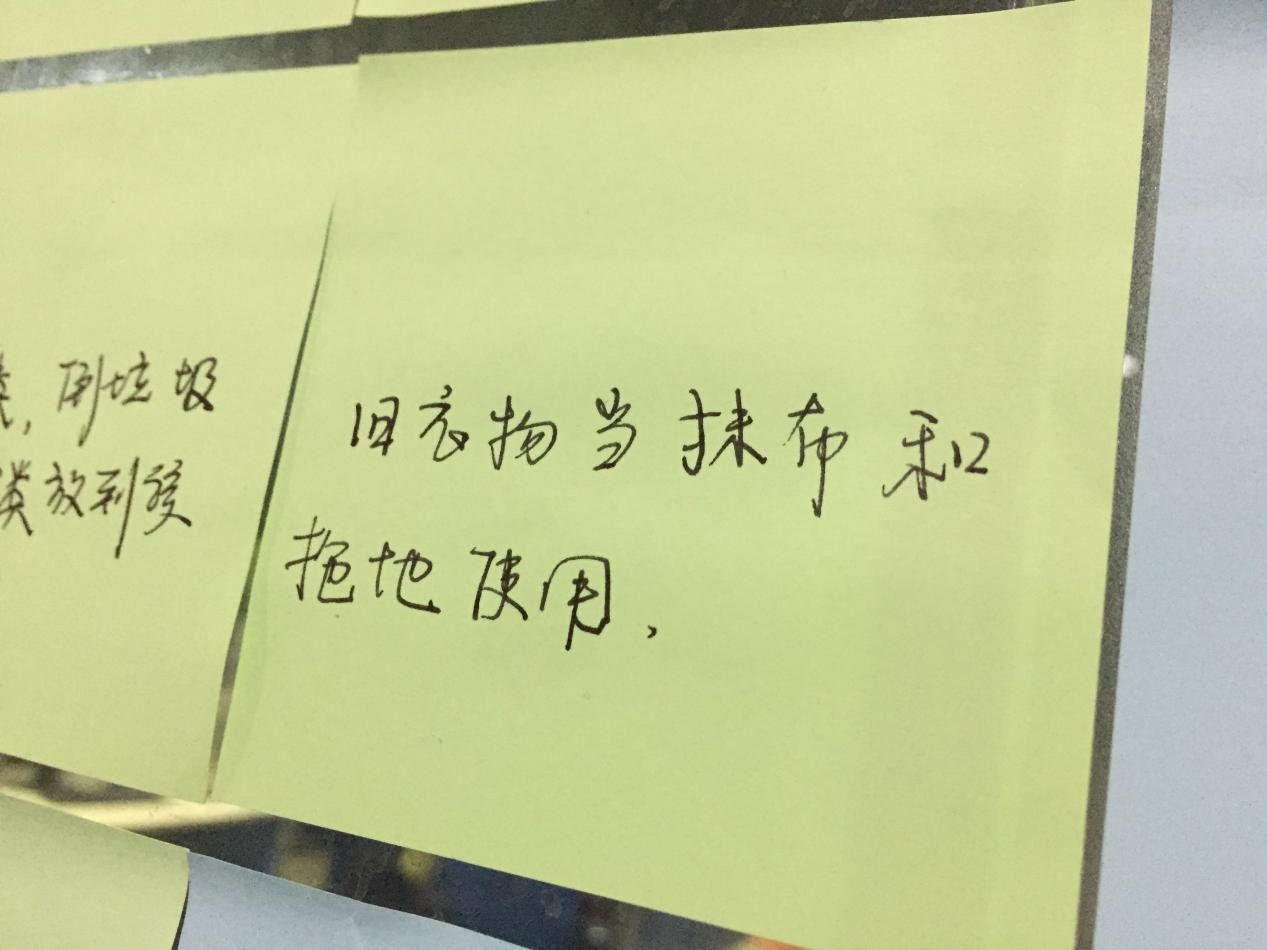 ，倒垃圾
类放到
旧衣物当抹布和
拖地使用，